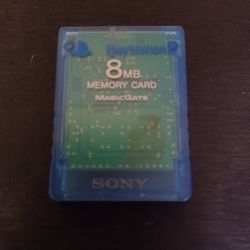 PlayStation
8MB
MEMORY CARD
MAGICGATE
SONY